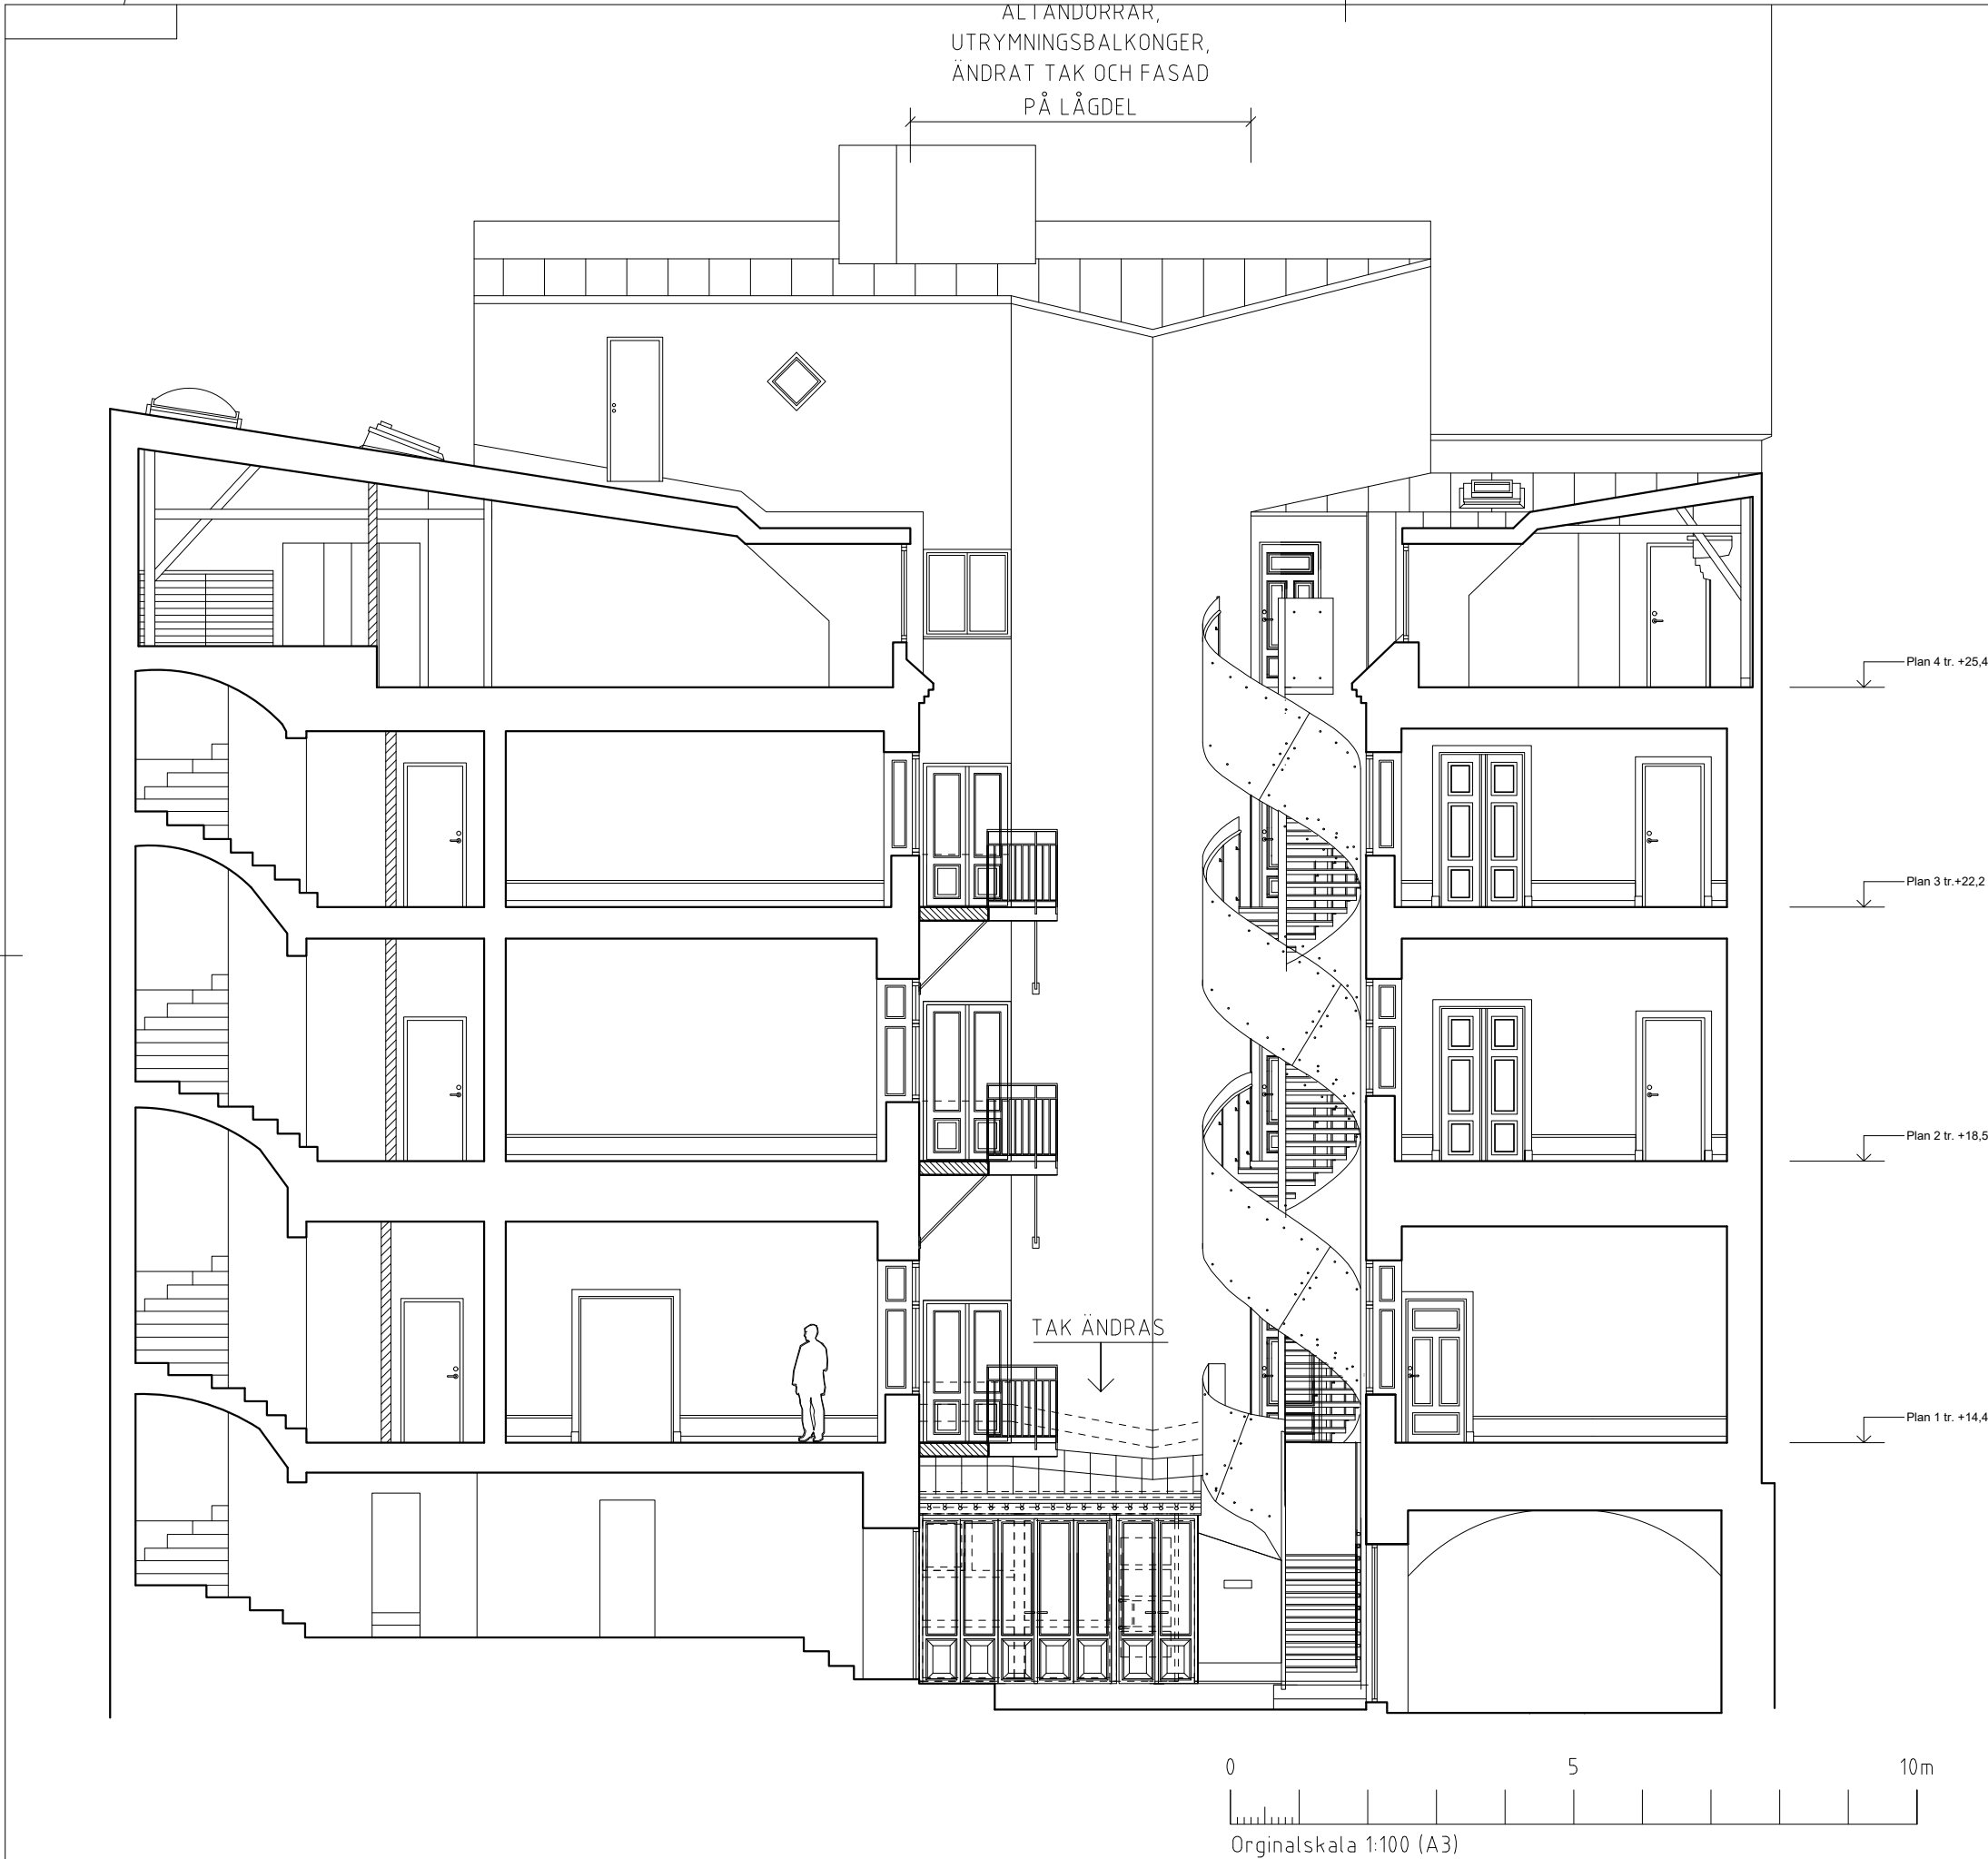 ALTANDÖRRAR,
UTRYMNINGSBALKONGER,
ÄNDRAT TAK OCH FASAD
PÅ LÅGDEL
Plan 4 tr. +25,4
Plan 3 tr.+22,2
Plan 2 tr. +18,5
TAK ÄNDRAS
Plan 1 tr. +14,4
0 5 10m
Orginalskala 1:100 (A3)